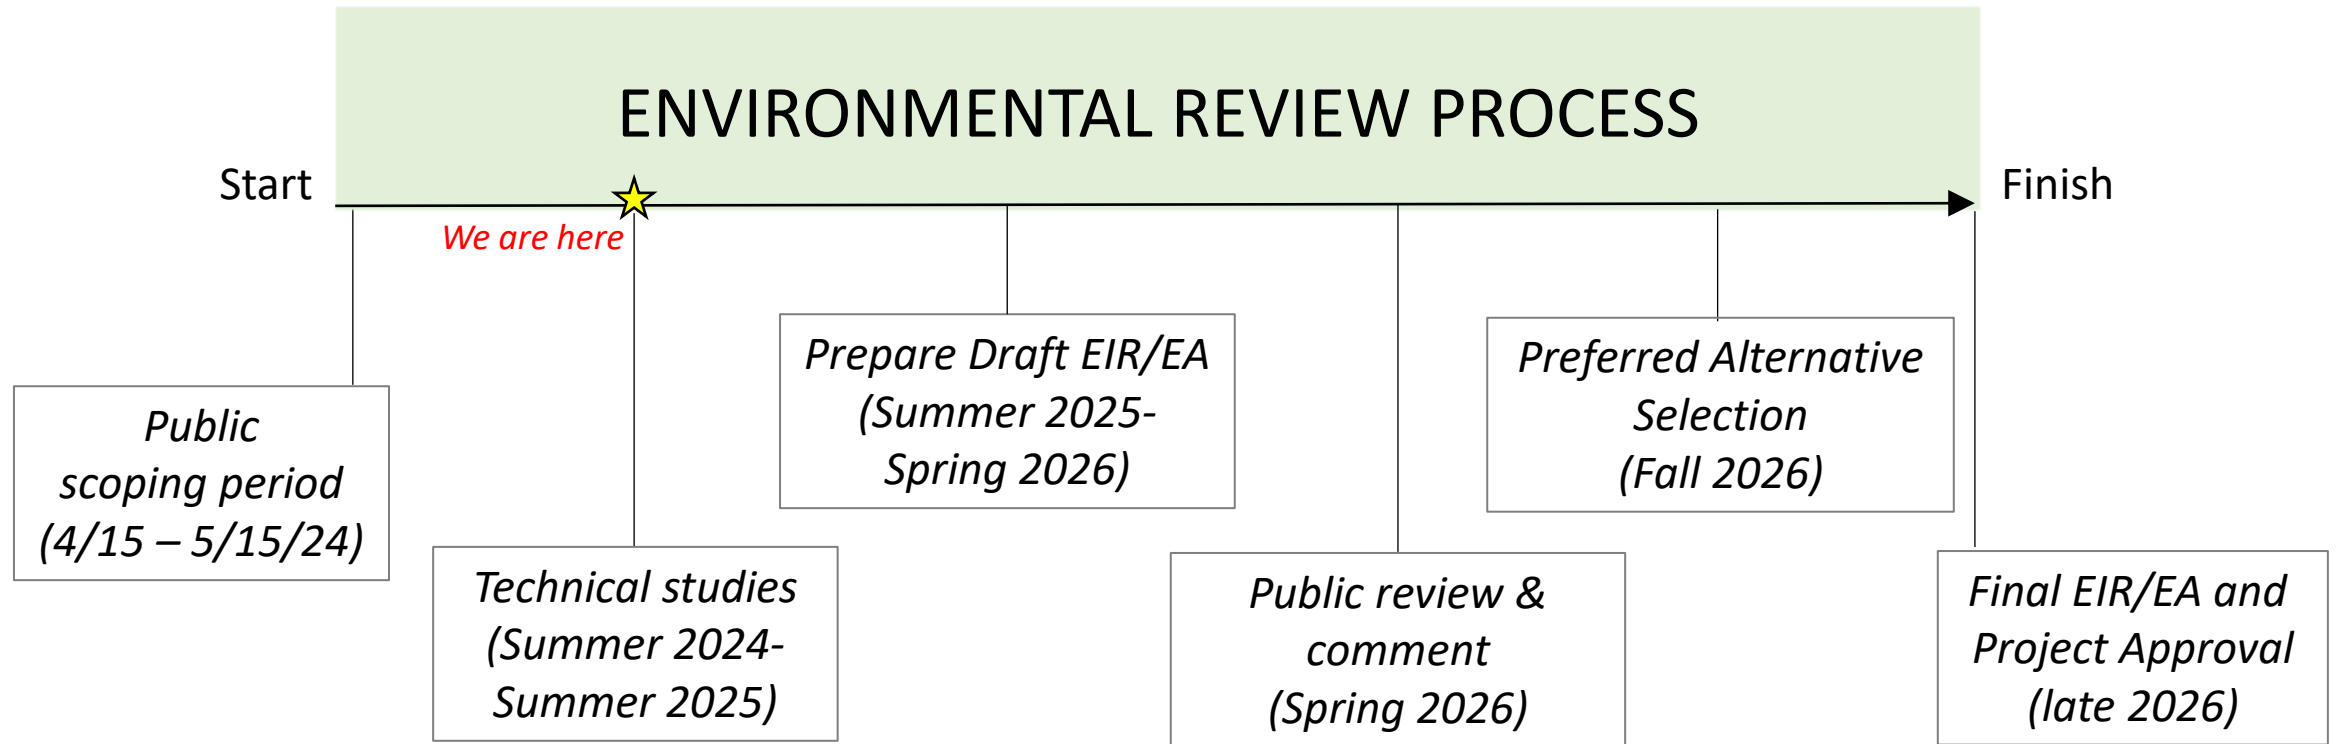 ENVIRONMENTAL REVIEW PROCESS
Start
Finish
We are here
Public
scoping period
(4/15 – 5/15/24)
Technical studies
(Summer 2024-
Summer 2025)
Prepare Draft EIR/EA
(Summer 2025-
Spring 2026)
Public review &
comment
(Spring 2026)
Preferred Alternative
Selection
(Fall 2026)
Final EIR/EA and
Project Approval
(late 2026)